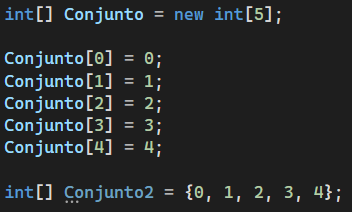 int[] Conjunto = new int[5];
Conjunto[0] = 0;
Conjunto[1] = 1;
Conjunto[2] = 2;
Conjunto[3] = 3;
Conjunto[4] = 4;
int[] Conjunto2 = {0, 1, 2, 3, 4};